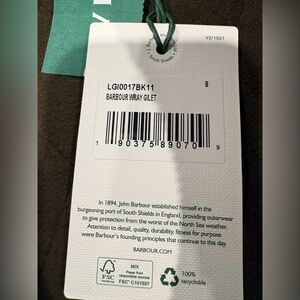 V2/1021
South Shields
LGI0017BK11 8
BARBOUR WRAY GILET
1 90375 89070 9
In 1894, John Barbour established himself in the
burgeoning port of South Shields in England, providing outerwear
to give protection from the worst of the North Sea weather.
Attention to detail, quality, durability, fitness for purpose
were Barbour's founding principles that continue to this day.
BARBOUR.COM
FSC
MIX
Paper from
responsible sources
FSC® C101687
100%
recyclable